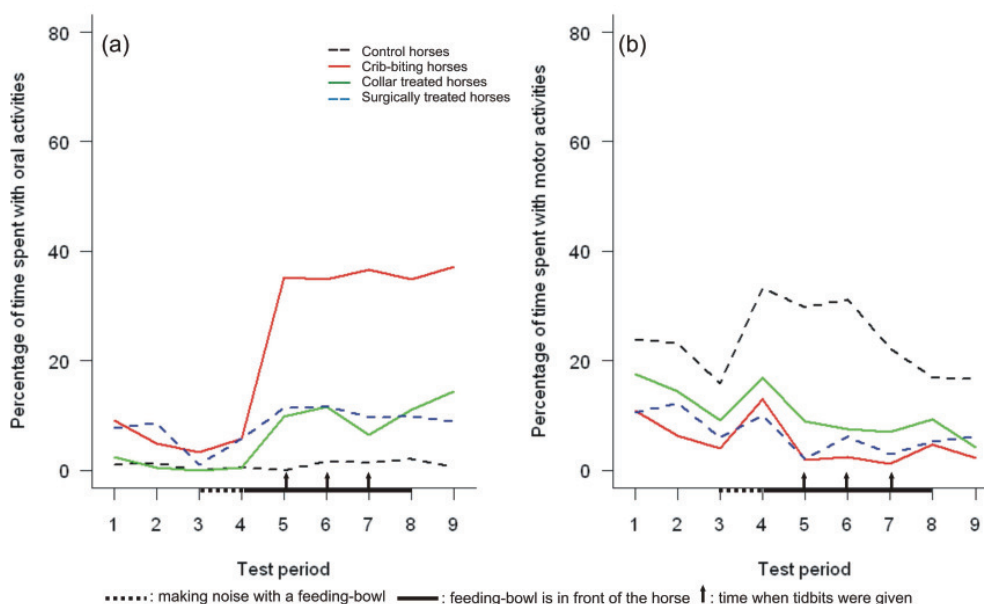 (a)
Control horses
Crib-biting horses
Collar treated horses
Surgically treated horses
Percentage of time spent with oral activities
80
60
40
20
0
1 2 3 4 5 6 7 8 9
Test period
(b)
Percentage of time spent with motor activities
80
60
40
20
0
1 2 3 4 5 6 7 8 9
Test period
: making noise with a feeding-bowl : feeding-bowl is in front of the horse : time when tidbits were given